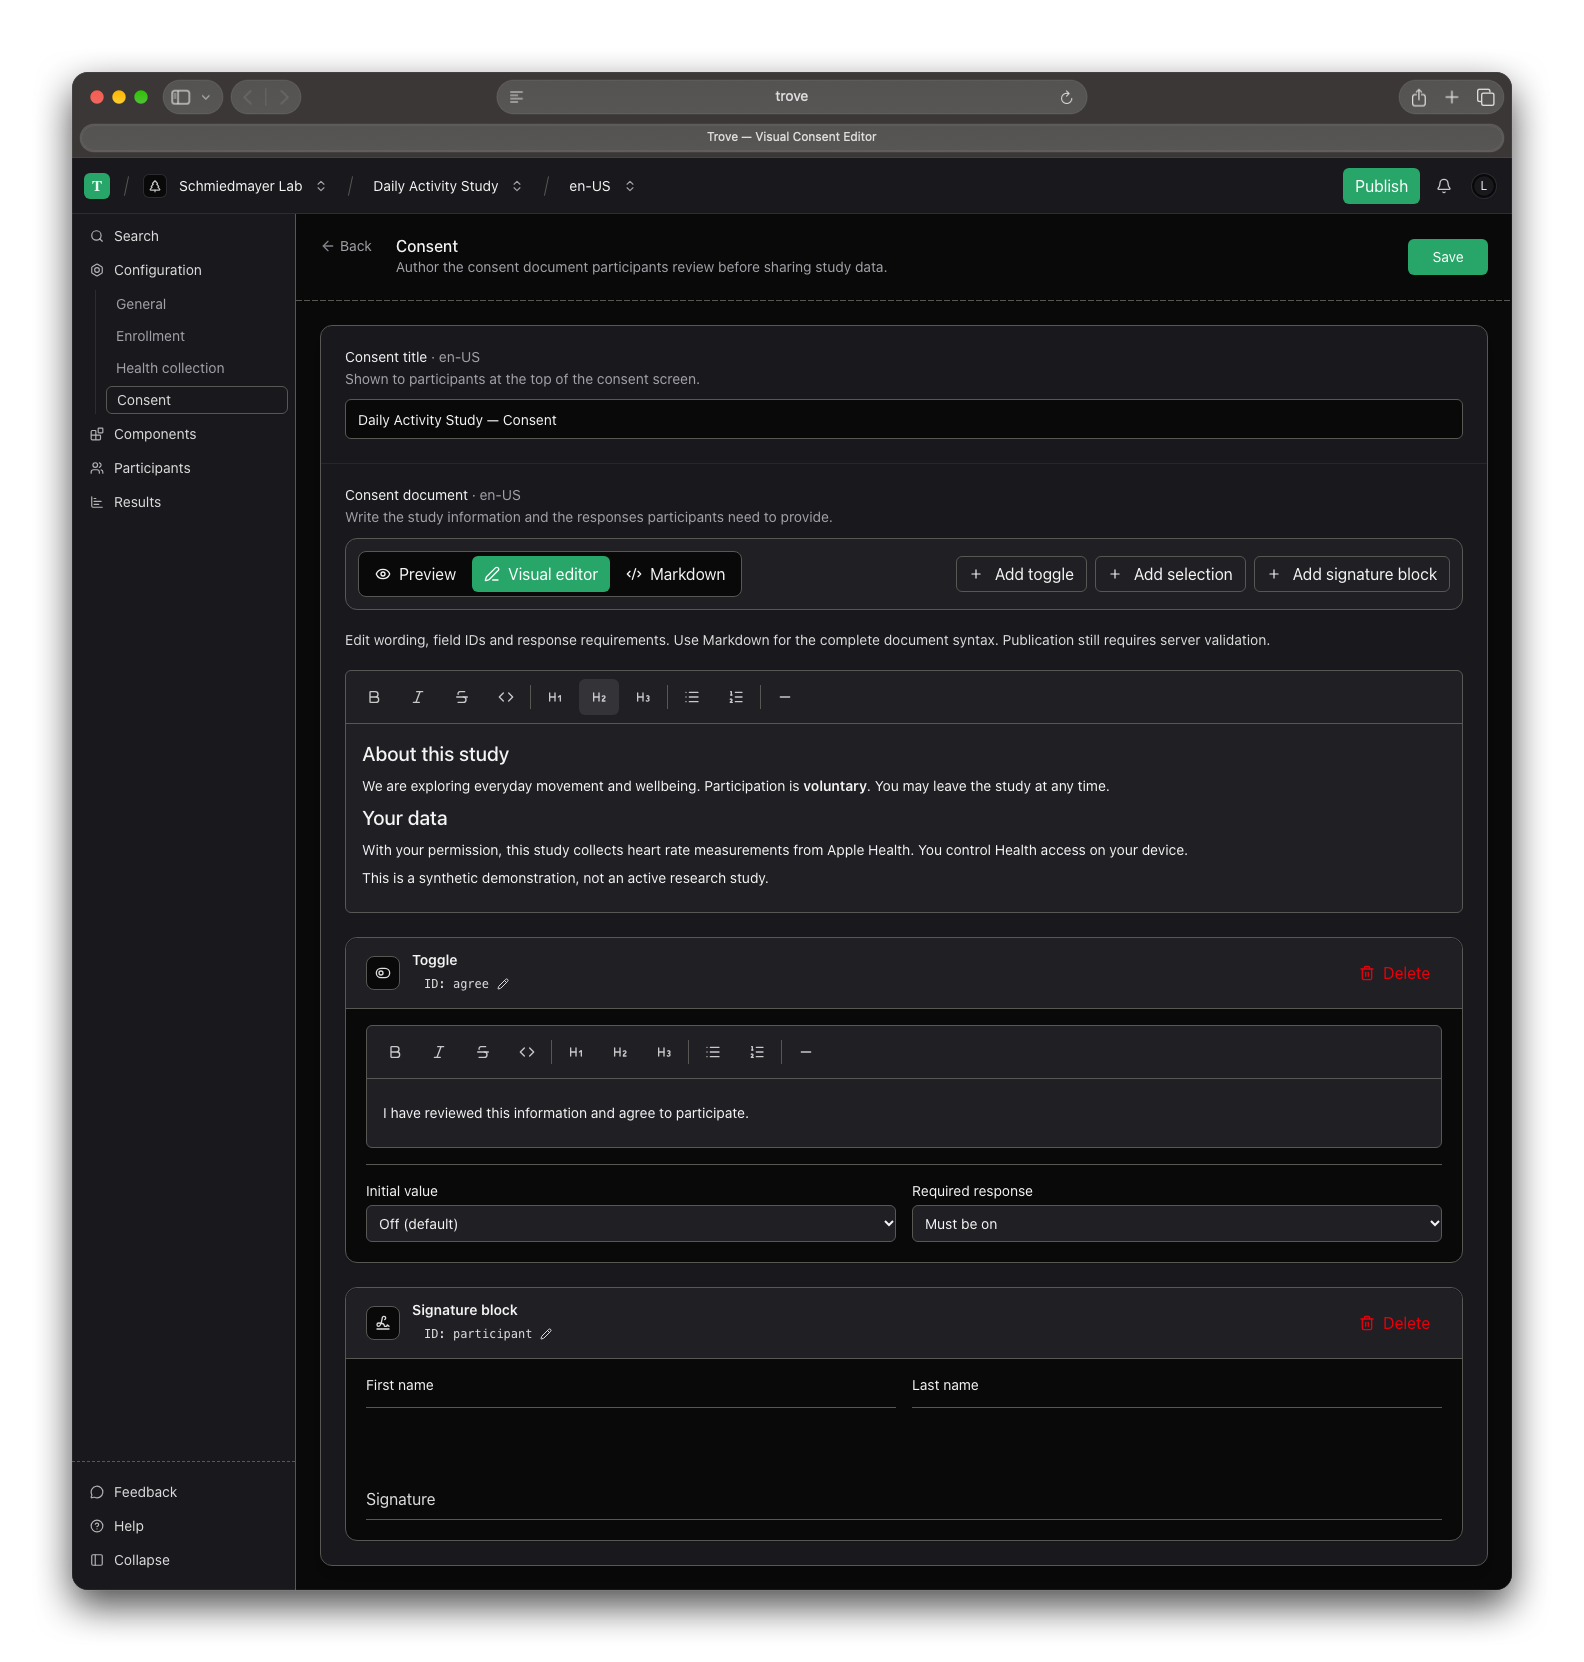 trove
Trove — Visual Consent Editor
T / Schmiedmayer Lab / Daily Activity Study / en-US
Publish
L
Search
Configuration
General
Enrollment
Health collection
Consent
Components
Participants
Results
Feedback
Help
Collapse
Back
Consent
Author the consent document participants review before sharing study data.
Save
Consent title · en-US
Shown to participants at the top of the consent screen.
Daily Activity Study — Consent
Consent document · en-US
Write the study information and the responses participants need to provide.
Preview Visual editor Markdown
+ Add toggle + Add selection + Add signature block
Edit wording, field IDs and response requirements. Use Markdown for the complete document syntax. Publication still requires server validation.
B I S <> H1 H2 H3
About this study
We are exploring everyday movement and wellbeing. Participation is voluntary. You may leave the study at any time.
Your data
With your permission, this study collects heart rate measurements from Apple Health. You control Health access on your device.
This is a synthetic demonstration, not an active research study.
Toggle
ID: agree
Delete
B I S <> H1 H2 H3
I have reviewed this information and agree to participate.
Initial value
Off (default)
Required response
Must be on
Signature block
ID: participant
Delete
First name
Last name
Signature